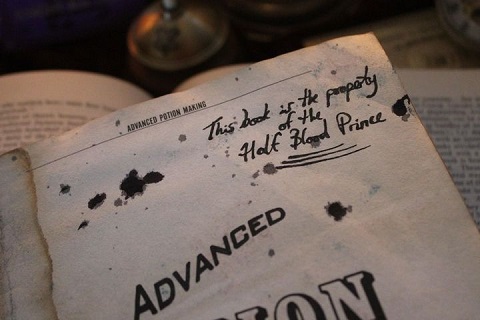 ADVANCED POTION MAKING
This book is the property
of the
Half Blood Prince
ADVANCED